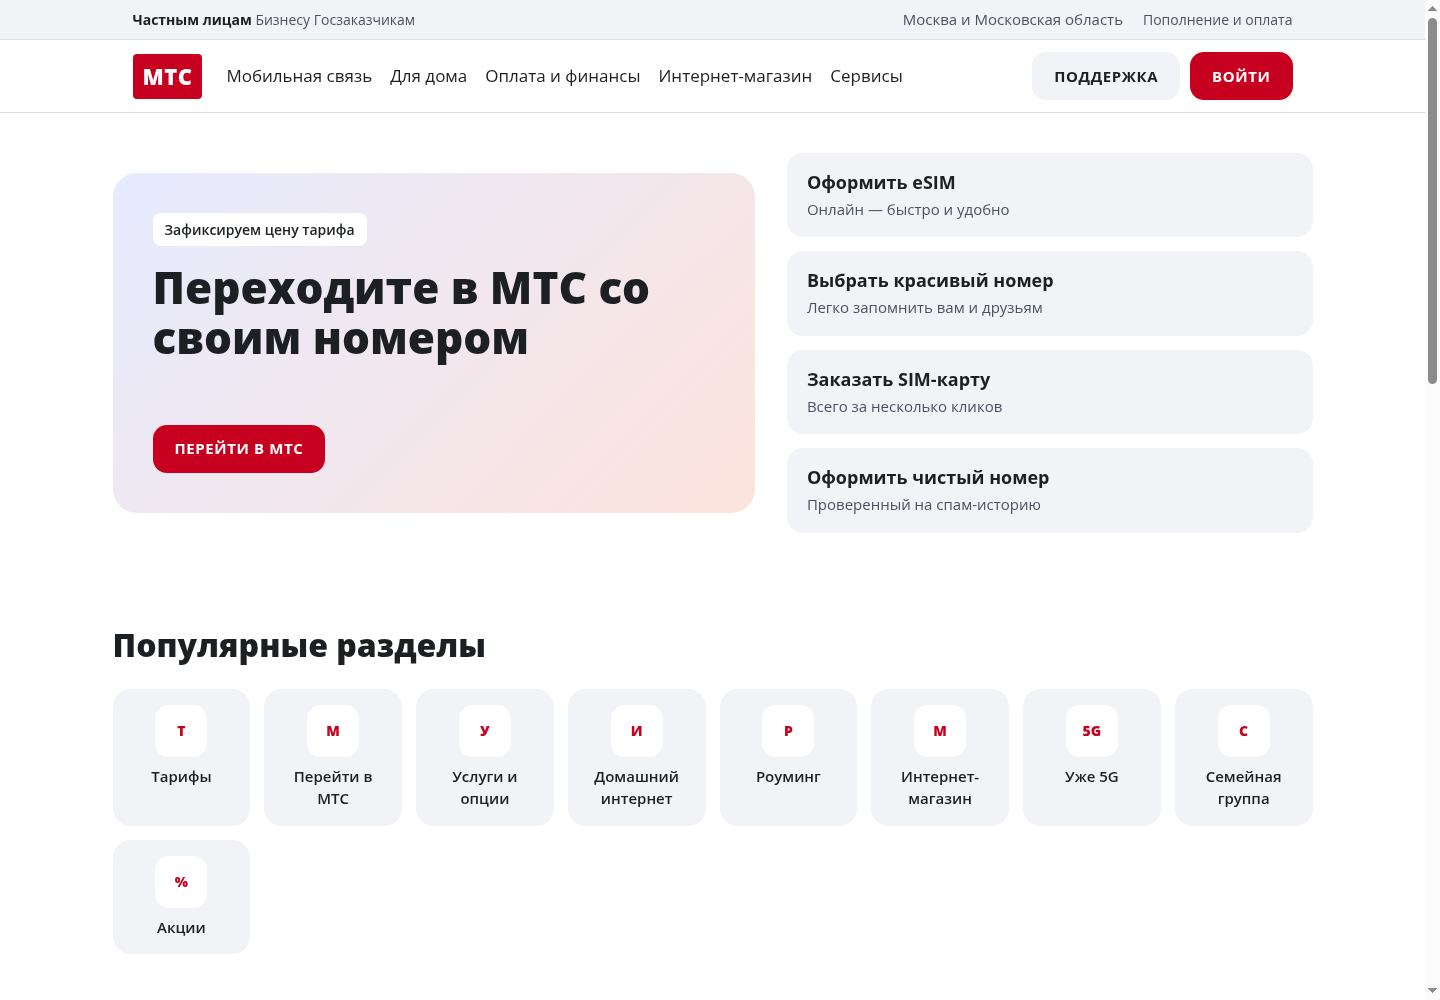 Частным лицам Бизнесу Госзаказчикам
Москва и Московская область Пополнение и оплата
МТС
Мобильная связь Для дома Оплата и финансы Интернет-магазин Сервисы
ПОДДЕРЖКА
ВОЙТИ
Зафиксируем цену тарифа
Переходите в МТС со
своим номером
ПЕРЕЙТИ В МТС
Оформить eSIM
Онлайн — быстро и удобно
Выбрать красивый номер
Легко запомнить вам и друзьям
Заказать SIM-карту
Всего за несколько кликов
Оформить чистый номер
Проверенный на спам-историю
Популярные разделы
Т
Тарифы
М
Перейти в
МТС
У
Услуги и
опции
И
Домашний
интернет
Р
Роуминг
М
Интернет-
магазин
5G
Уже 5G
С
Семейная
группа
%
Акции